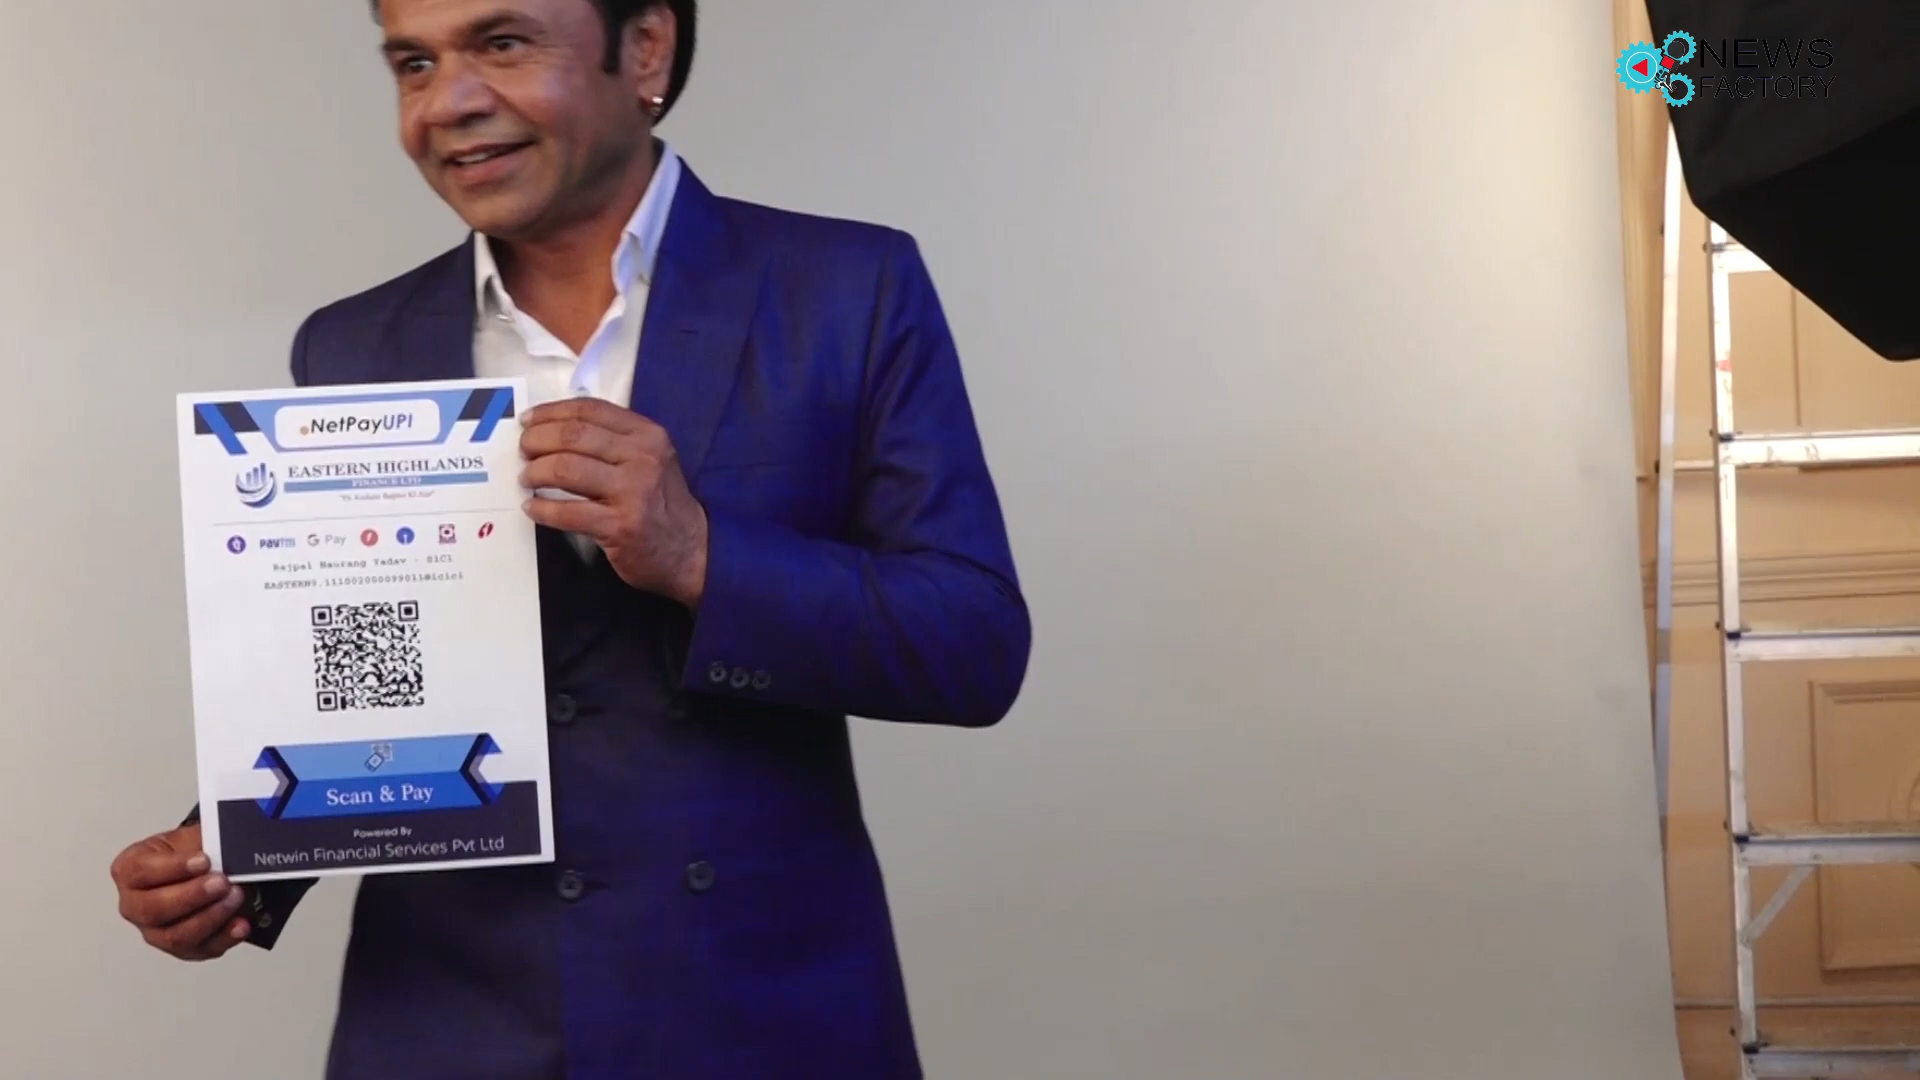 NEWS
FACTORY
NetPayUPI
EASTERN HIGHLANDS
FINANCE LTD
Paytm
G Pay
Rajpal Naurang Yadav - 01C1
Scan & Pay
Powered By
Netwin Financial Services Pvt Ltd